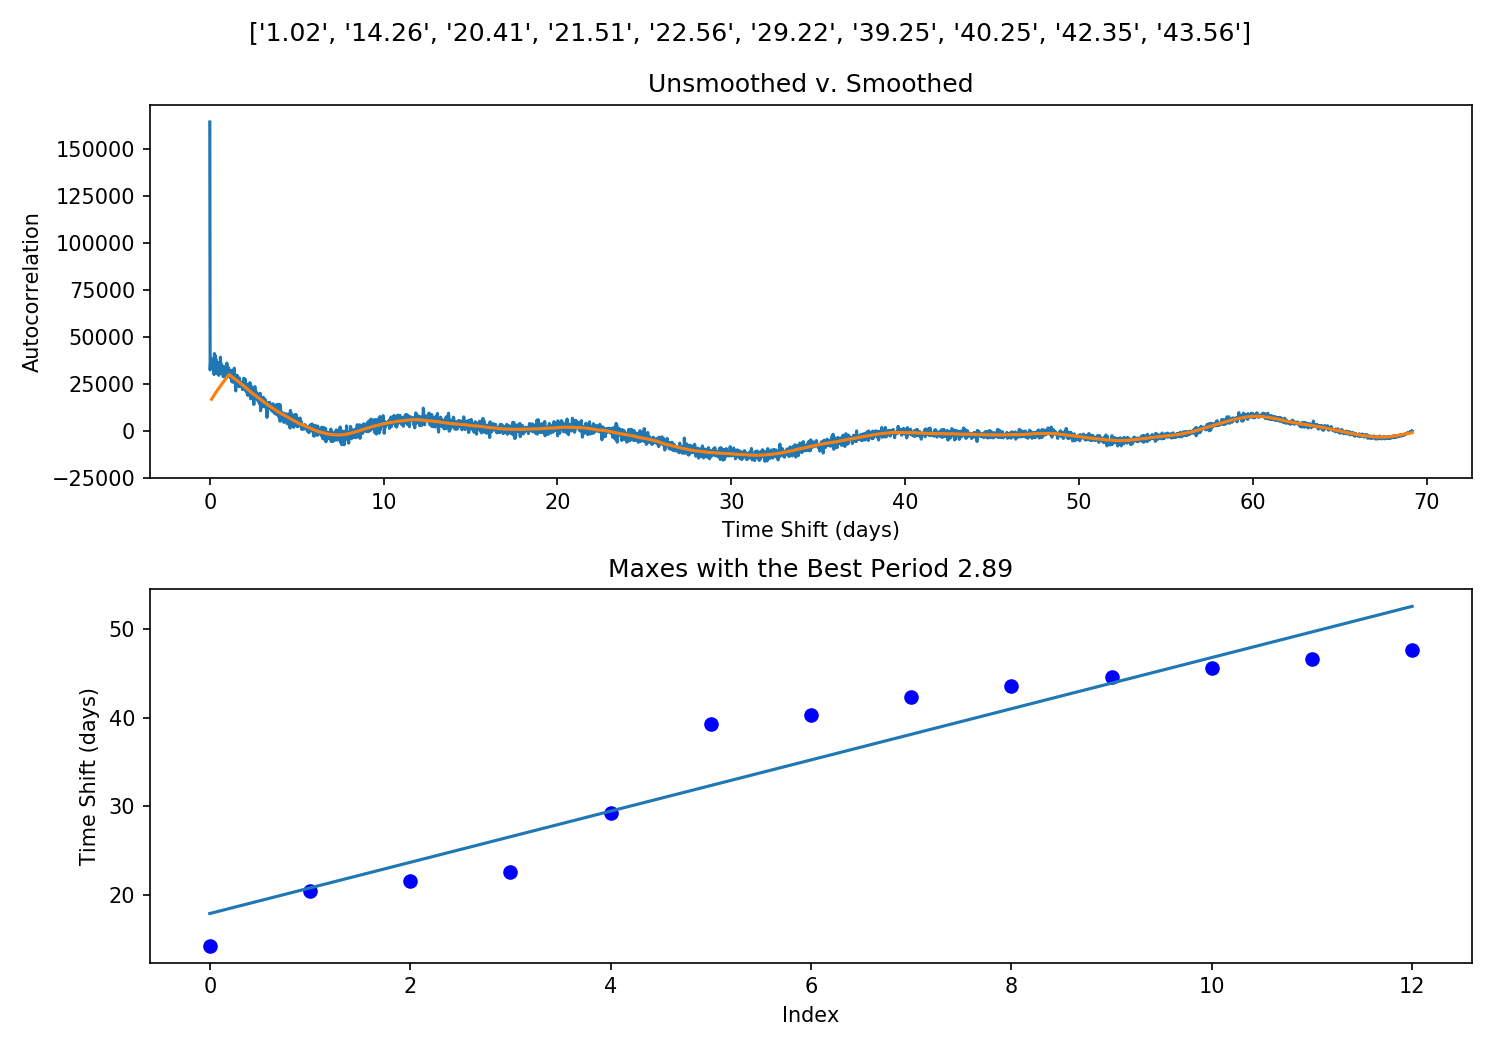 ['1.02', '14.26', '20.41', '21.51', '22.56', '29.22', '39.25', '40.25', '42.35', '43.56']
Unsmoothed v. Smoothed
Autocorrelation
150000
125000
100000
75000
50000
25000
0
−25000
0 10 20 30 40 50 60 70
Time Shift (days)
Maxes with the Best Period 2.89
Time Shift (days)
50
40
30
20
0 2 4 6 8 10 12
Index